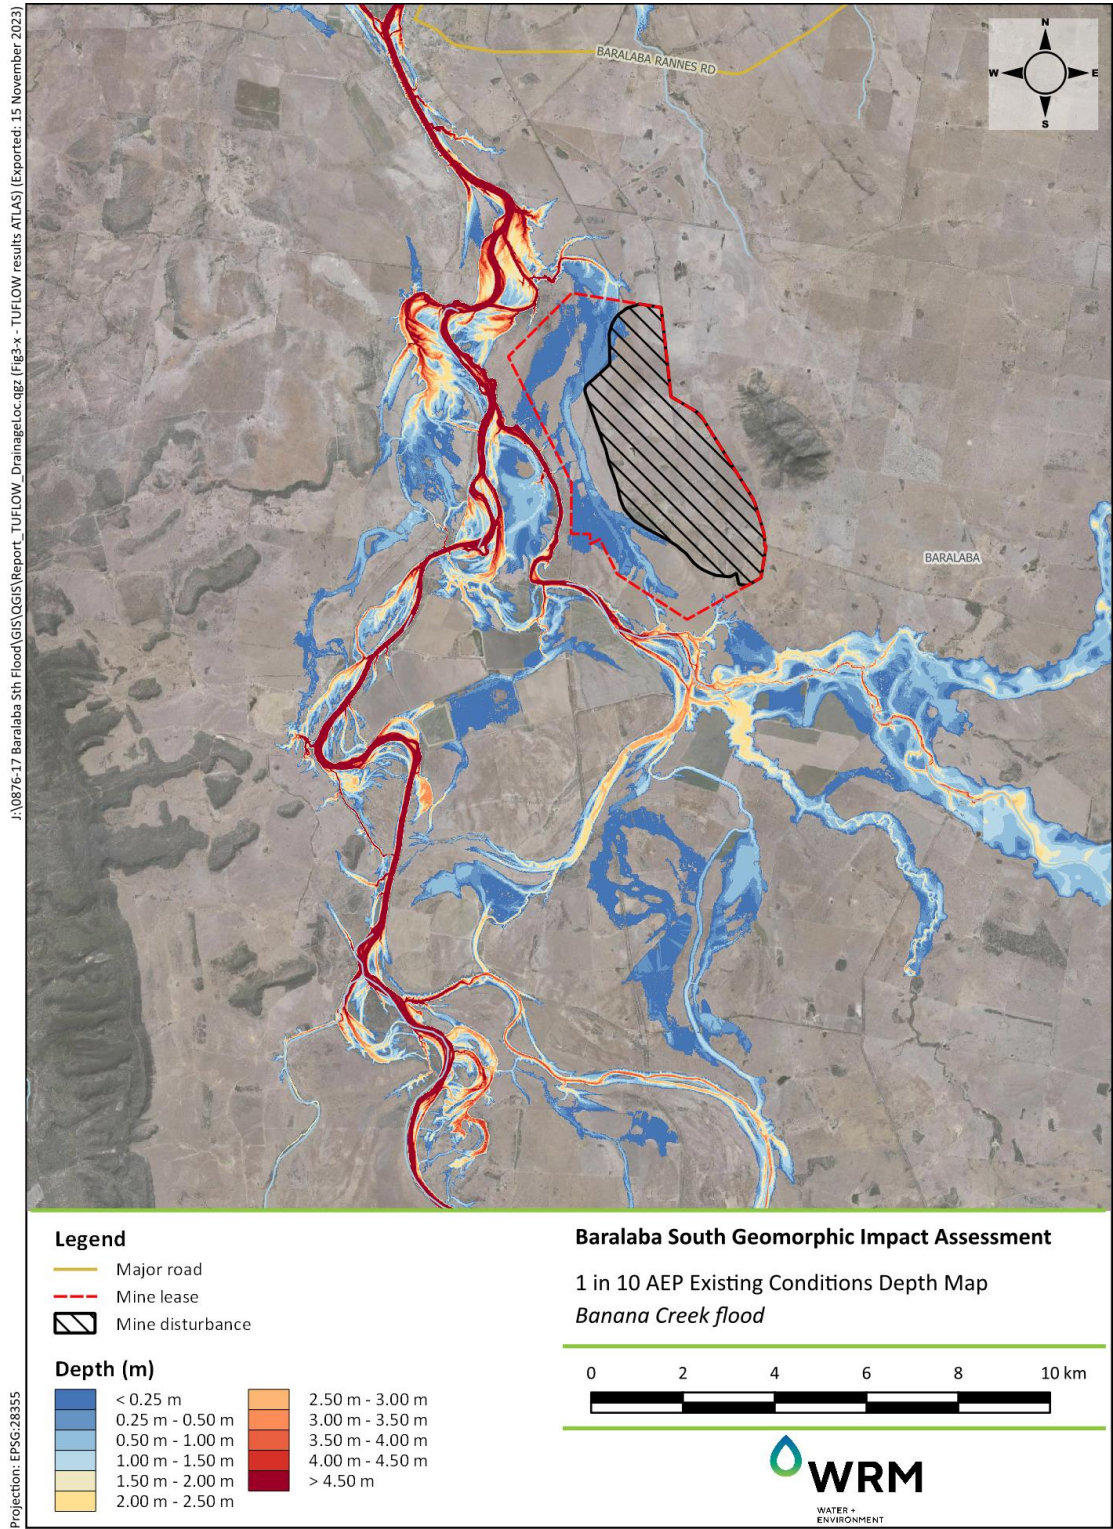 J:\0876-17 Baralaba Sth Flood\GIS\QGIS\Report_TUFLOW_DrainageLoc.qgz (Fig3-x - TUFLOW results ATLAS) (Exported: 15 November 2023)
BARALABA RANNES RD
N
W E
S
BARALABA
Legend
Major road
Mine lease
Mine disturbance
Depth (m)
< 0.25 m
0.25 m - 0.50 m
0.50 m - 1.00 m
1.00 m - 1.50 m
1.50 m - 2.00 m
2.00 m - 2.50 m
2.50 m - 3.00 m
3.00 m - 3.50 m
3.50 m - 4.00 m
4.00 m - 4.50 m
> 4.50 m
Baralaba South Geomorphic Impact Assessment
1 in 10 AEP Existing Conditions Depth Map
Banana Creek flood
0 2 4 6 8 10 km
WRM
WATER +
ENVIRONMENT
Projection: EPSG:28355